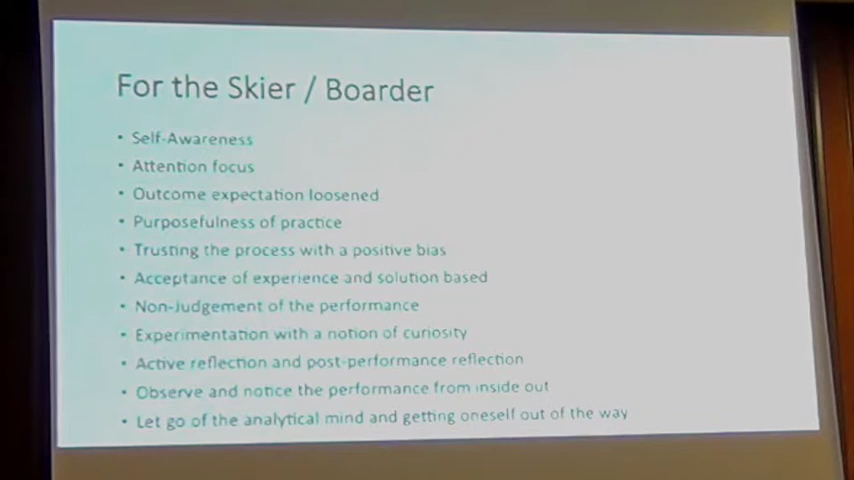 For the Skier / Boarder
• Self-Awareness
• Attention focus
• Outcome expectation loosened
• Purposefulness of practice
• Trusting the process with a positive bias
• Acceptance of experience and solution based
• Non-Judgement of the performance
• Experimentation with a notion of curiosity
• Active reflection and post-performance reflection
• Observe and notice the performance from inside out
• Let go of the analytical mind and getting oneself out of the way